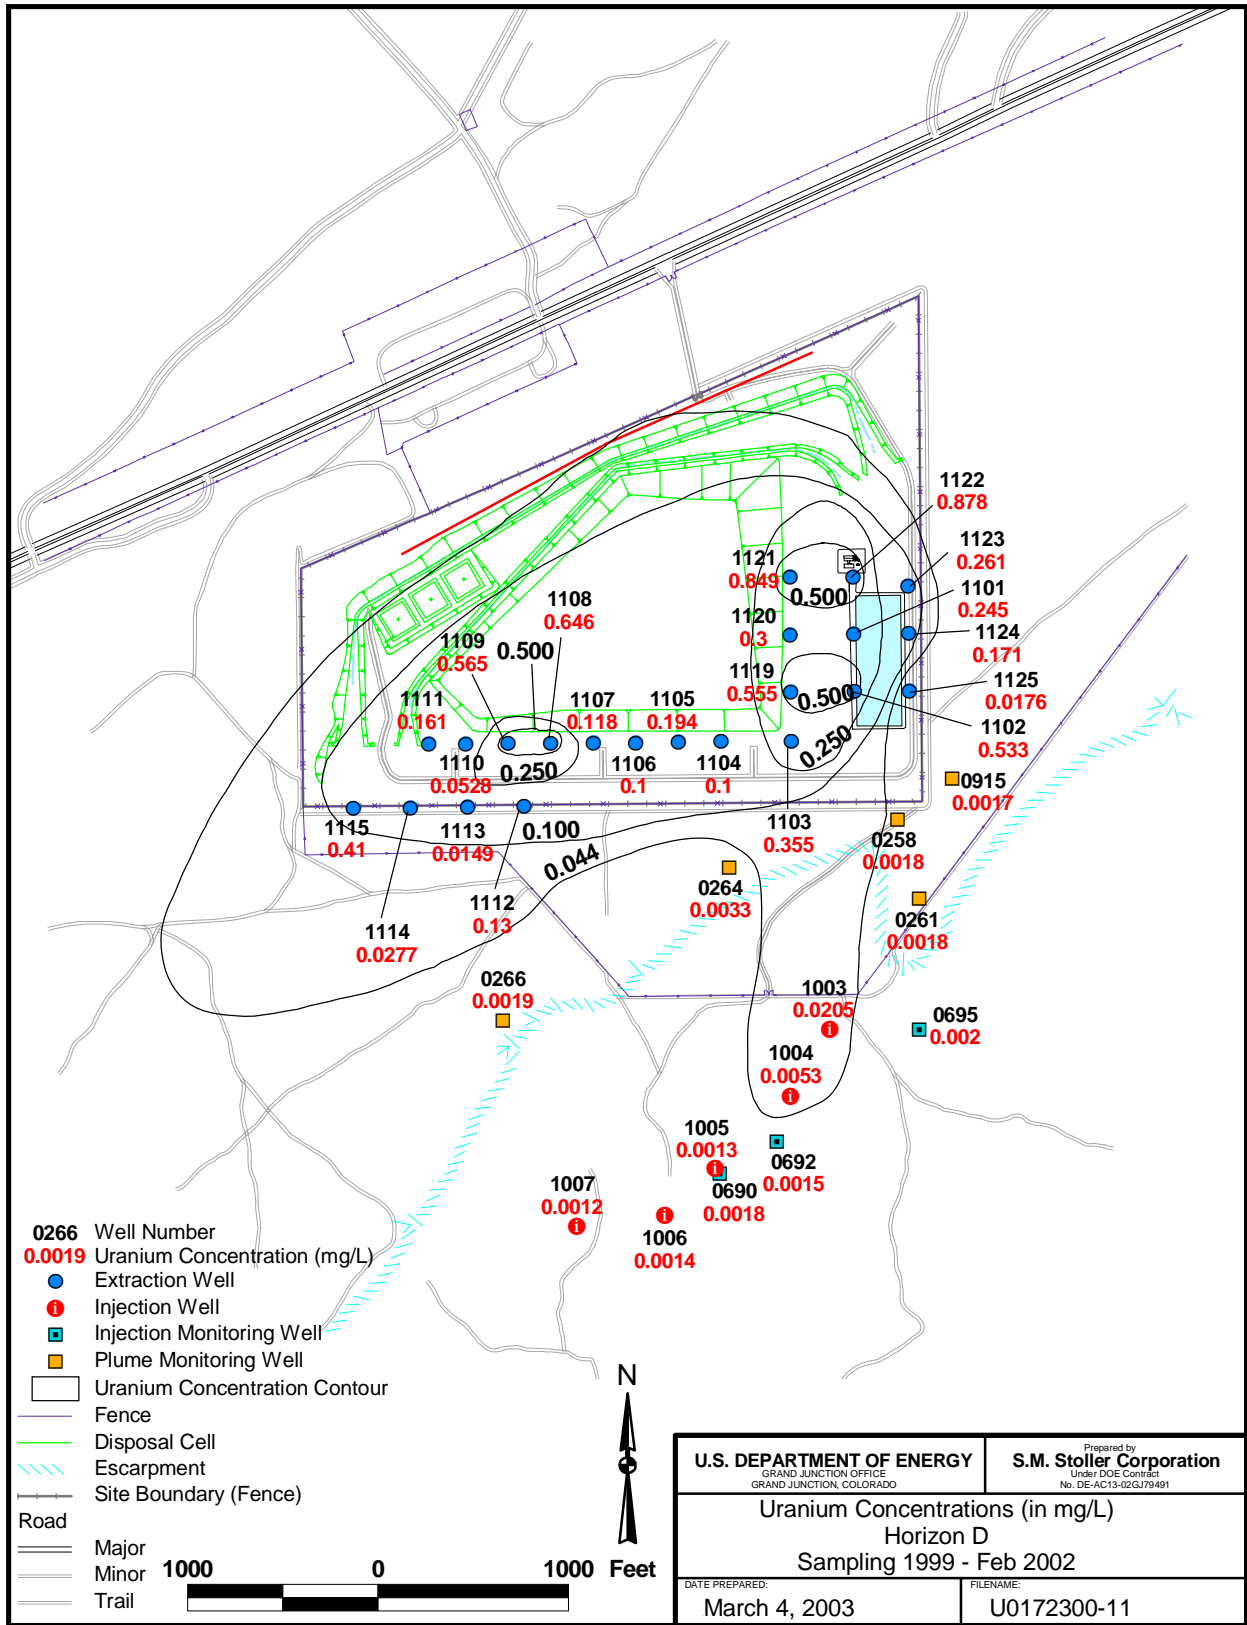 1122
0.878
1123
0.261
1121
0.849
1101
0.245
0.500
1108
0.646
1120
0.3
1124
0.171
1109
0.565
0.500
1119
0.555
0.500
1125
0.0176
1111
0.161
1107
0.118
1105
0.194
1102
0.533
0.250
1110
0.0528
0.250
1106
0.1
1104
0.1
0915
0.0017
1115
0.41
1113
0.0149
0.100
1103
0.355
0258
0.0018
0.044
0264
0.0033
1112
0.13
1114
0.0277
0261
0.0018
0266
0.0019
1003
0.0205
0695
0.002
1004
0.0053
1005
0.0013
0692
0.0015
1007
0.0012
0690
0.0018
1006
0.0014
i
i
i
i
i
0266 Well Number
0.0019 Uranium Concentration (mg/L)
Extraction Well
i Injection Well
Injection Monitoring Well
Plume Monitoring Well
Uranium Concentration Contour
Fence
Disposal Cell
Escarpment
Site Boundary (Fence)
Road
Major
Minor
Trail
1000 0 1000 Feet
N
U.S. DEPARTMENT OF ENERGY
GRAND JUNCTION OFFICE
GRAND JUNCTION, COLORADO
Prepared by
S.M. Stoller Corporation
Under DOE Contract
No. DE-AC13-02GJ79491
Uranium Concentrations (in mg/L)
Horizon D
Sampling 1999 - Feb 2002
DATE PREPARED:
March 4, 2003
FILENAME:
U0172300-11